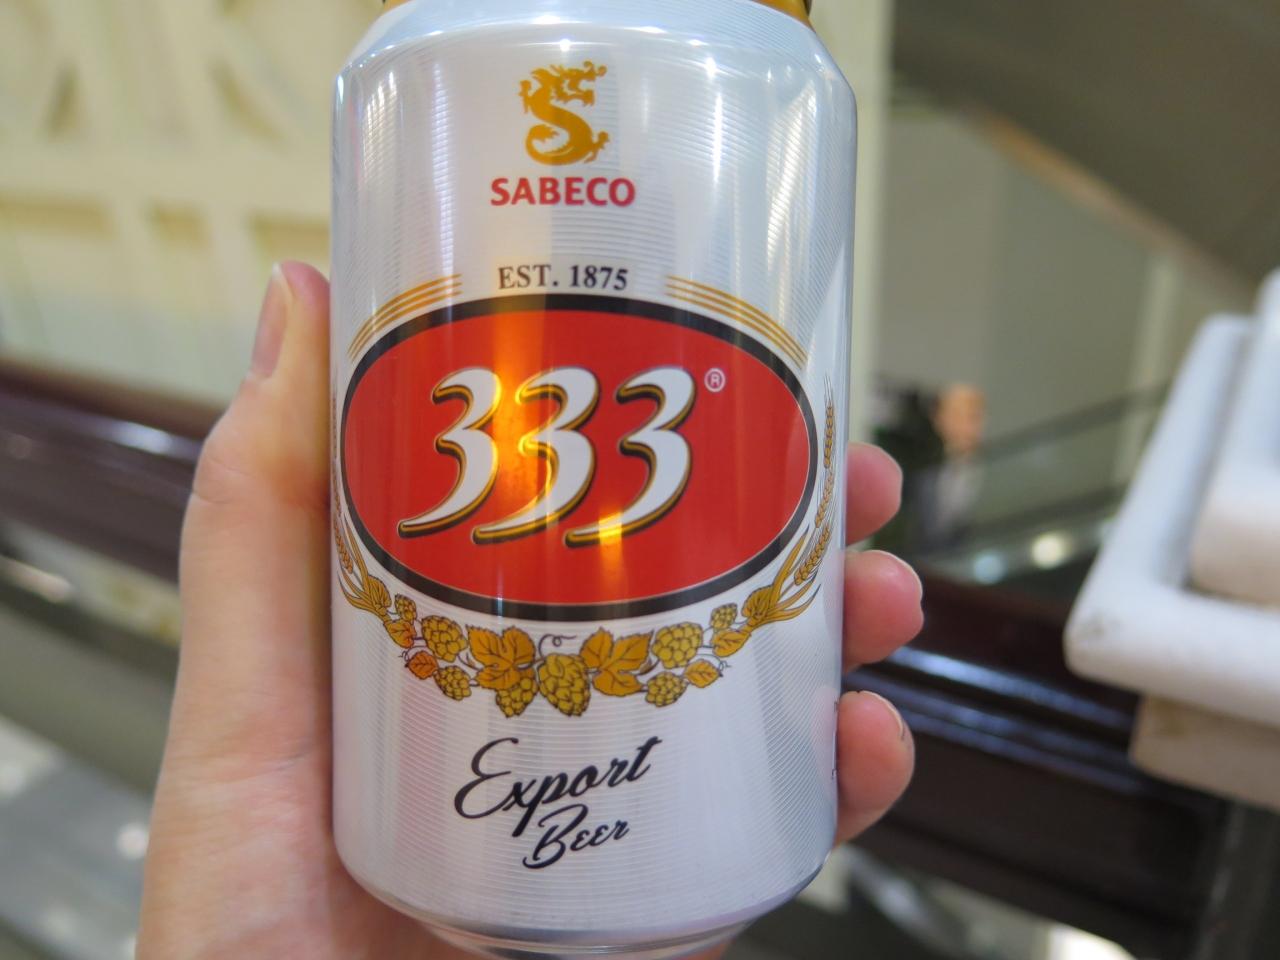 SABECO
EST. 1875
333®
Export
Beer